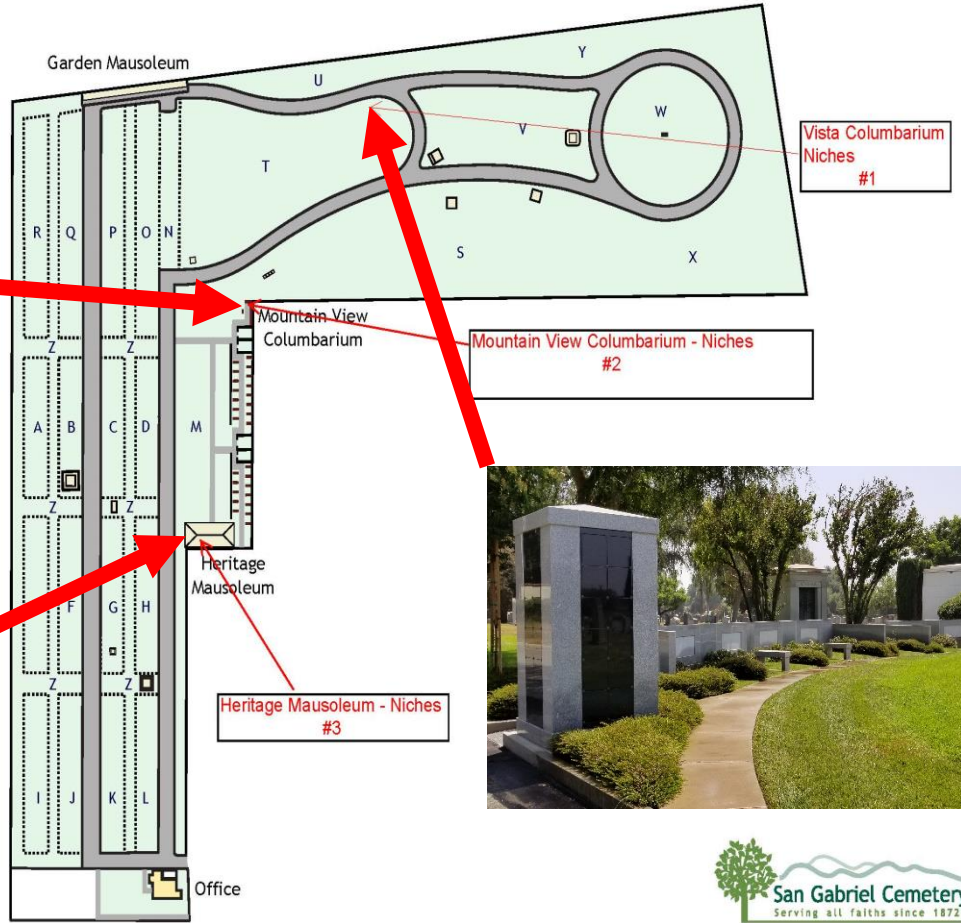 Garden Mausoleum
U
Y
W
V
Vista Columbarium
Niches
#1
T
R
Q
P
O
N
S
X
Mountain View
Columbarium
Mountain View Columbarium - Niches
#2
Z
Z
A
B
C
D
M
Z
Z
Heritage
Mausoleum
F
G
H
Z
Z
Heritage Mausoleum - Niches
#3
I
J
K
L
Office
San Gabriel Cemetery
Serving all faiths since 1872